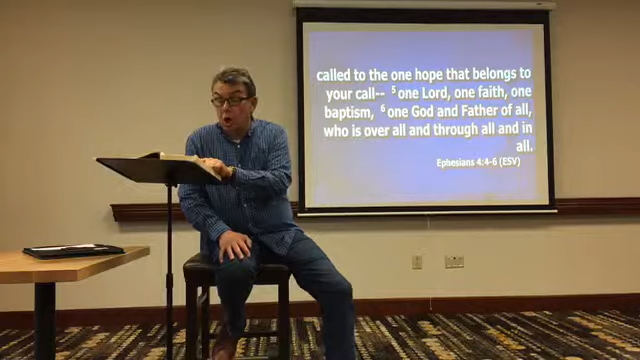 called to the one hope that belongs to
your call-- ⁵ one Lord, one faith, one
baptism, ⁶ one God and Father of all,
who is over all and through all and in
all.
Ephesians 4:4-6 (ESV)